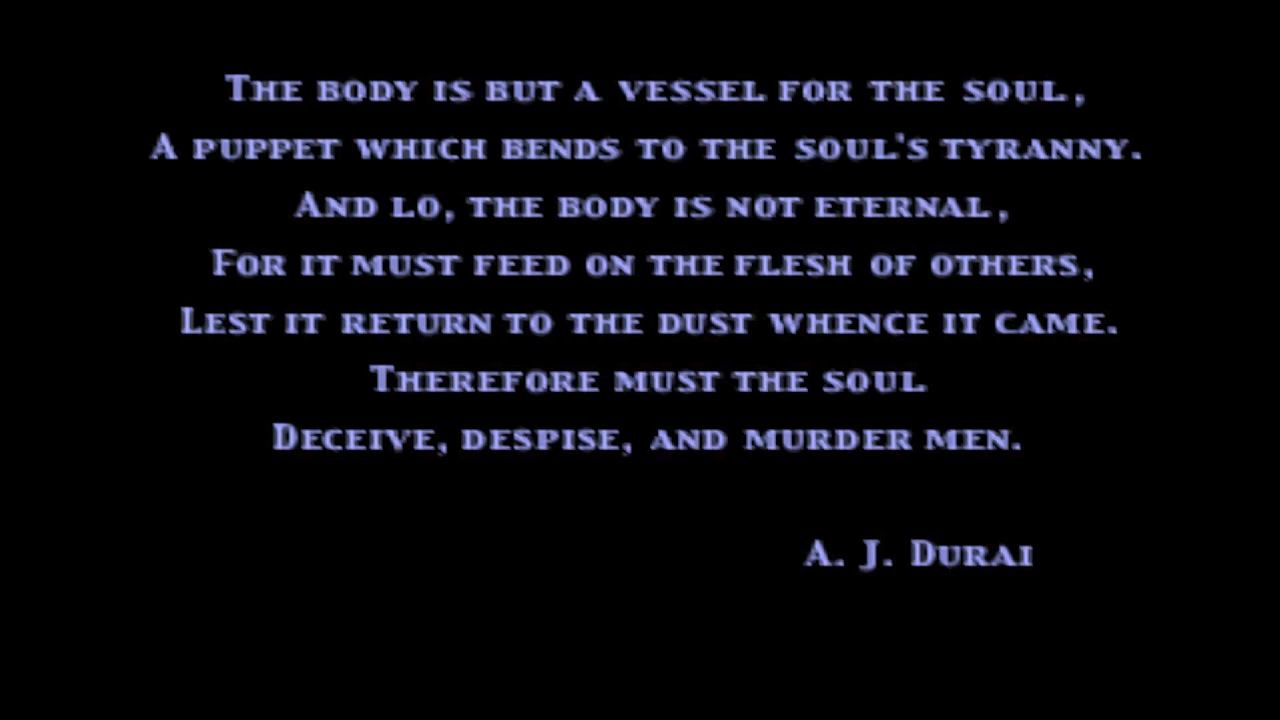 The body is but a vessel for the soul,
A puppet which bends to the soul's tyranny.
And lo, the body is not eternal,
For it must feed on the flesh of others,
Lest it return to the dust whence it came.
Therefore must the soul
Deceive, despise, and murder men.
A. J. Durai